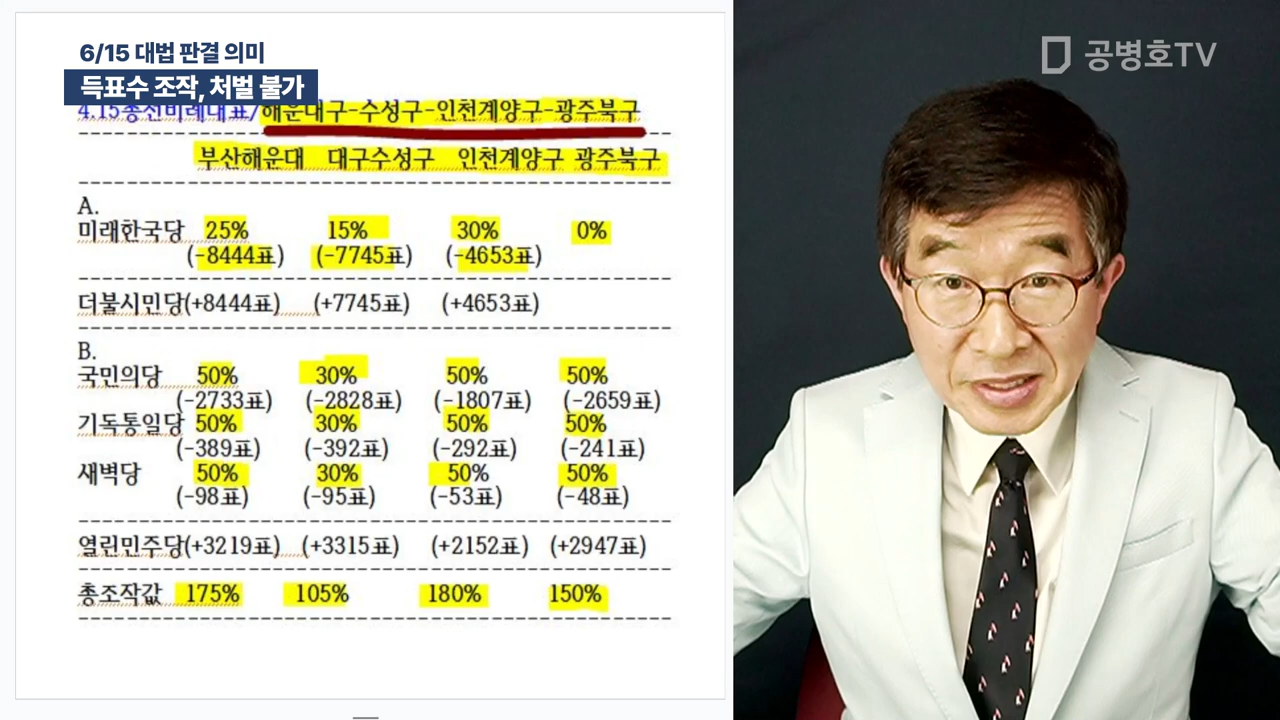 6/15 대법 판결 의미
득표수 조작, 처벌 불가
공병호TV
4.15총선비례대표/해운대구-수성구-인천계양구-광주북구
부산해운대 대구수성구 인천계양구 광주북구
A.
미래한국당 25% 15% 30% 0%
(-8444표) (-7745표) (-4653표)
더불시민당(+8444표) (+7745표) (+4653표)
B.
국민의당 50% 30% 50% 50%
(-2733표) (-2828표) (-1807표) (-2659표)
기독통일당 50% 30% 50% 50%
(-389표) (-392표) (-292표) (-241표)
새벽당 50% 30% 50% 50%
(-98표) (-95표) (-53표) (-48표)
열린민주당(+3219표) (+3315표) (+2152표) (+2947표)
총조작값 175% 105% 180% 150%